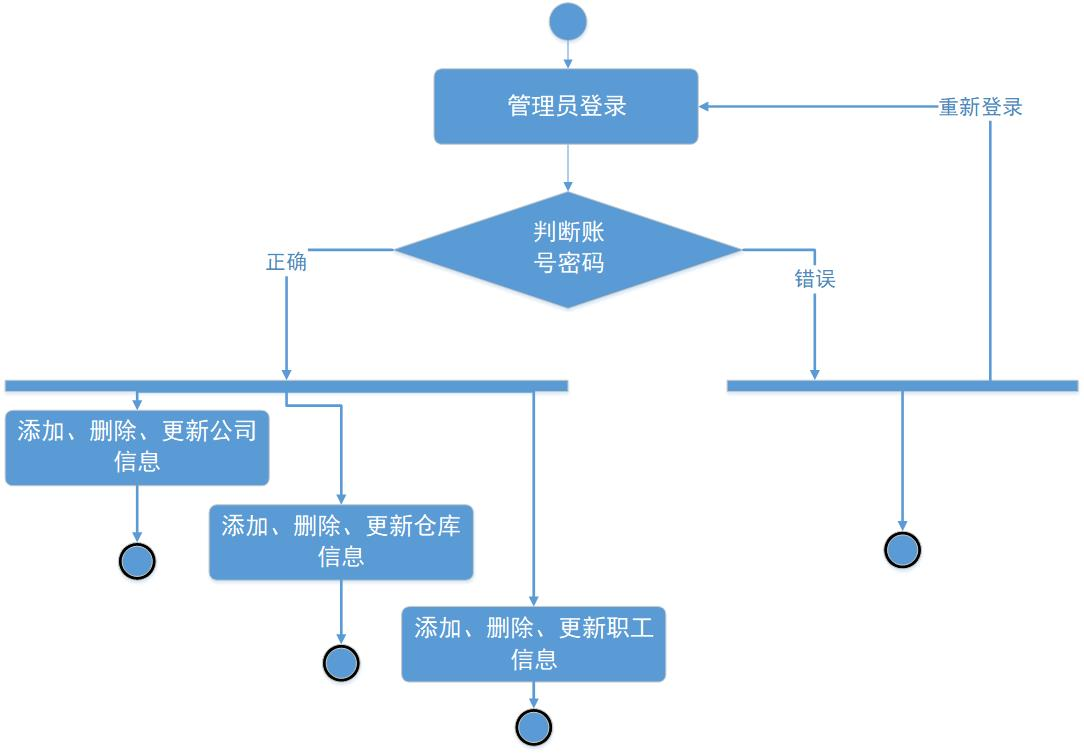 管理员登录
重新登录
判断账
号密码
正确
错误
添加、删除、更新公司
信息
添加、删除、更新仓库
信息
添加、删除、更新职工
信息